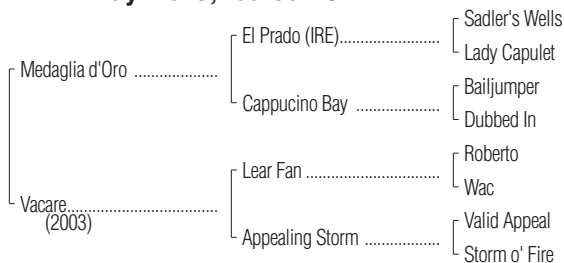 Sadler's Wells
El Prado (IRE)........................
Lady Capulet
Medaglia d'Oro ....................
Bailjumper
Cappucino Bay ....................
Dubbed In
Roberto
Lear Fan ................................
Wac
Vacare....................................
(2003)
Valid Appeal
Appealing Storm ..................
Storm o' Fire